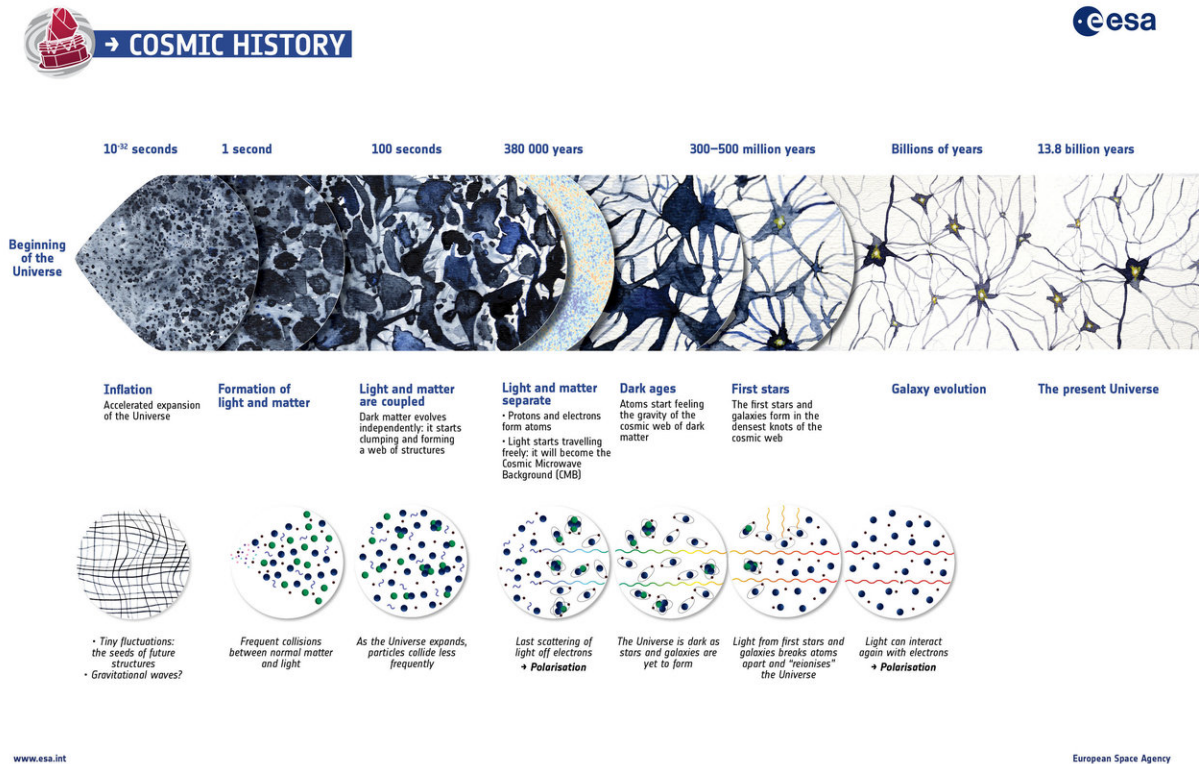 → COSMIC HISTORY
esa
10⁻³² seconds
1 second
100 seconds
380 000 years
300–500 million years
Billions of years
13.8 billion years
Beginning
of the
Universe
Inflation
Accelerated expansion
of the Universe
Formation of
light and matter
Light and matter
are coupled
Dark matter evolves
independently: it starts
clumping and forming
a web of structures
Light and matter
separate
• Protons and electrons
form atoms
• Light starts travelling
freely: it will become the
Cosmic Microwave
Background (CMB)
Dark ages
Atoms start feeling
the gravity of the
cosmic web of dark
matter
First stars
The first stars and
galaxies form in the
densest knots of the
cosmic web
Galaxy evolution
The present Universe
• Tiny fluctuations:
the seeds of future
structures
• Gravitational waves?
Frequent collisions
between normal matter
and light
As the Universe expands,
particles collide less
frequently
Last scattering of
light off electrons
→ Polarisation
The Universe is dark as
stars and galaxies are
yet to form
Light from first stars and
galaxies breaks atoms
apart and “reionises”
the Universe
Light can interact
again with electrons
→ Polarisation
www.esa.int
European Space Agency